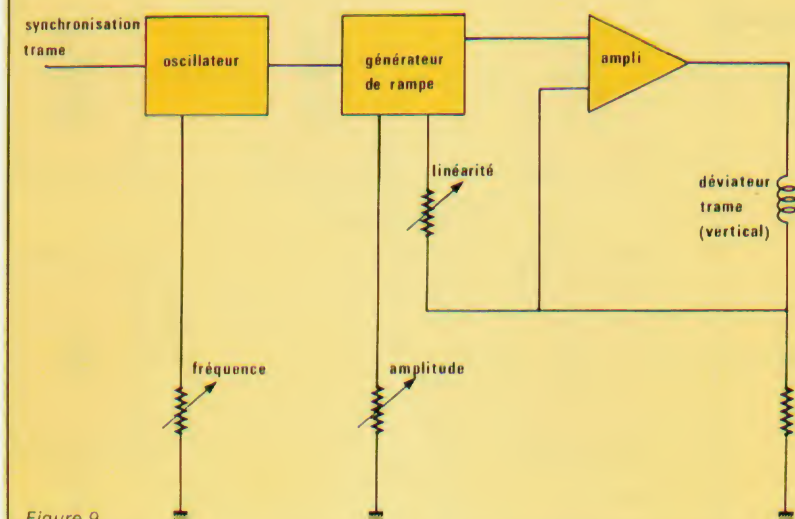 synchronisation
trame
oscillateur
générateur
de rampe
ampli
linéarité
déviateur
trame
(vertical)
fréquence
amplitude
Figure 9